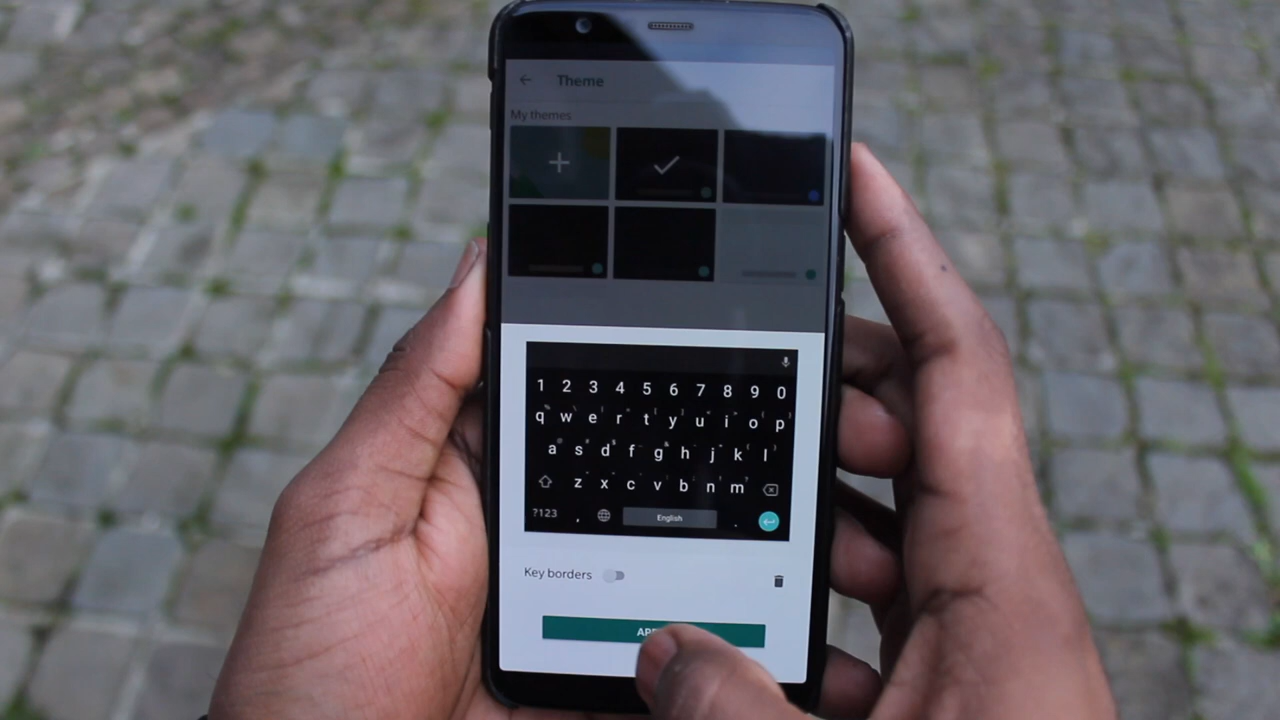 Theme
My themes
1 2 3 4 5 6 7 8 9 0
q w e r t y u i o p
a s d f g h j k l
z x c v b n m
?123 , English .
Key borders